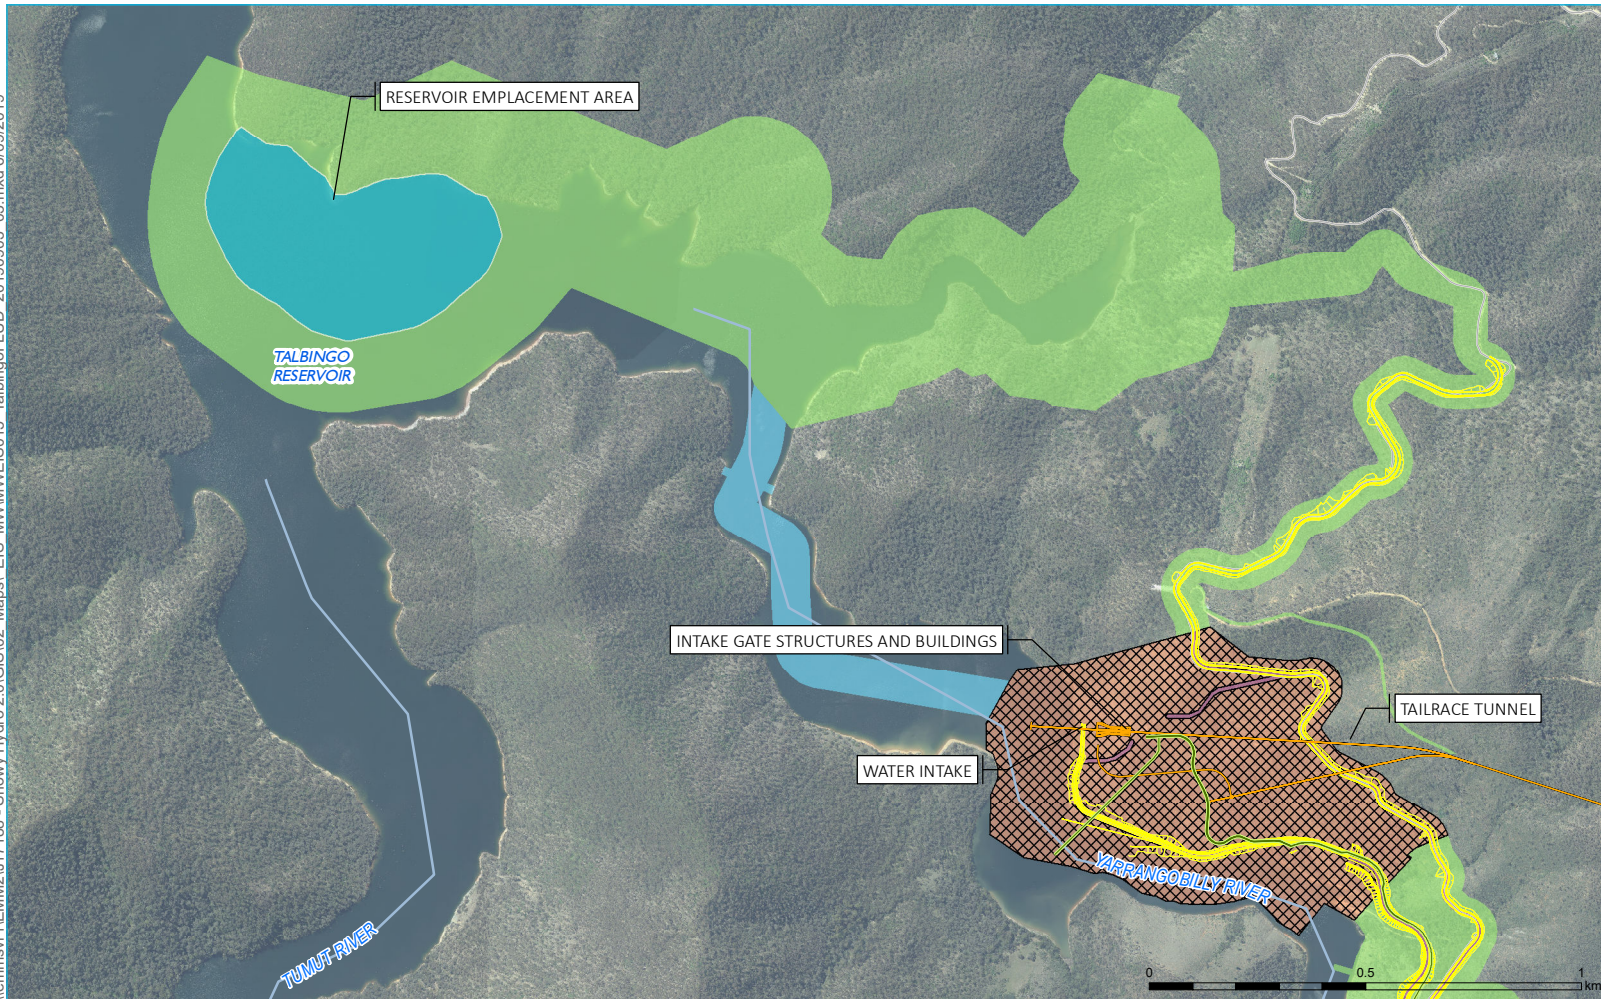 RESERVOIR EMPLACEMENT AREA
TALBINGO
RESERVOIR
INTAKE GATE STRUCTURES AND BUILDINGS
TAILRACE TUNNEL
WATER INTAKE
YARRANGOBILLY RIVER
TUMUT RIVER
0 0.5 1
km